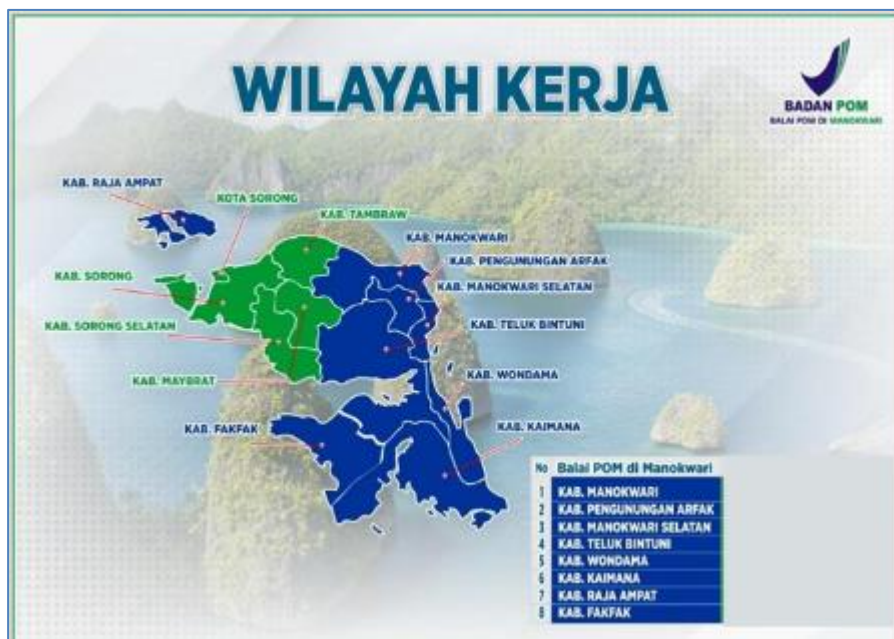 WILAYAH KERJA
BADAN POM
BALAI POM DI MANOKWARI
KAB. RAJA AMPAT
KOTA SORONG
KAB. TAMBRAW
KAB. MANOKWARI
KAB. PENGUNUNGAN ARFAK
KAB. SORONG
KAB. MANOKWARI SELATAN
KAB. SORONG SELATAN
KAB. TELUK BINTUNI
KAB. MAYBRAT
KAB. WONDAMA
KAB. FAKFAK
KAB. KAIMANA
No Balai POM di Manokwari
1 KAB. MANOKWARI
2 KAB. PENGUNUNGAN ARFAK
3 KAB. MANOKWARI SELATAN
4 KAB. TELUK BINTUNI
5 KAB. WONDAMA
6 KAB. KAIMANA
7 KAB. RAJA AMPAT
8 KAB. FAKFAK